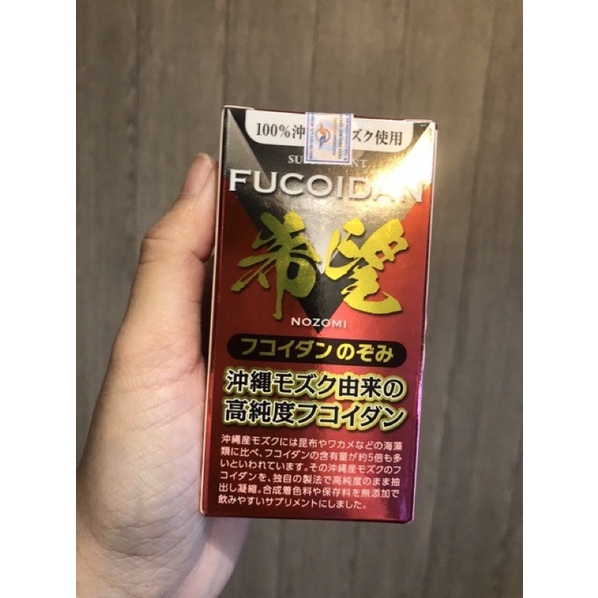 100%沖 ズク使用
FUCOIDAN
希望
NOZOMI
フコイダン のぞみ
沖縄モズク由来の
高純度フコイダン
沖縄産モズクには昆布やワカメなどの海藻
類に比べ、フコイダンの含有量が約5倍も多
いといわれています。その沖縄産モズクのフ
コイダンを、独自の製法で高純度のまま抽
出し凝縮。合成着色料や保存料を無添加で
飲みやすいサプリメントにしました。